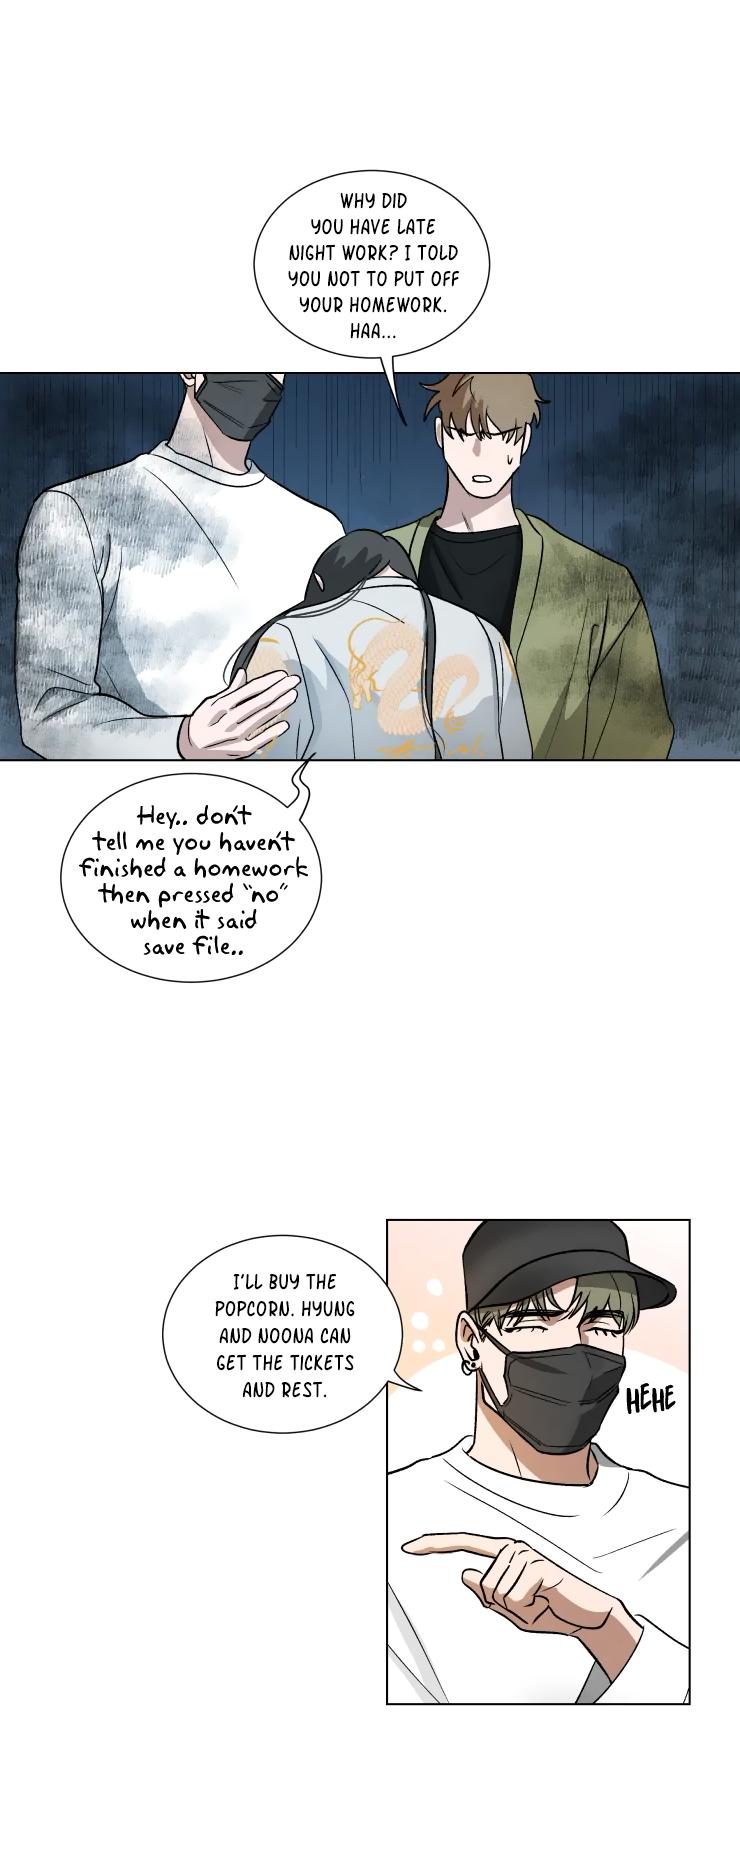 WHY DID
YOU HAVE LATE
NIGHT WORK? I TOLD
YOU NOT TO PUT OFF
YOUR HOMEWORK.
HAA...
Hey.. don't
tell me you haven't
finished a homework
then pressed "no"
when it said
save file..
I'LL BUY THE
POPCORN. HYUNG
AND NOONA CAN
GET THE TICKETS
AND REST.
HEHE